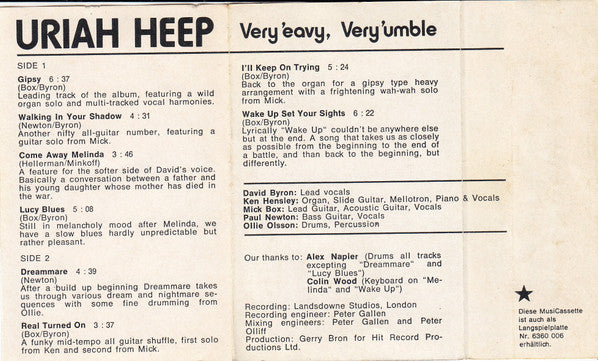 URIAH HEEP Very 'eavy, Very 'umble
SIDE 1
Gipsy 6 : 37
(Box/Byron)
Leading track of the album, featuring a wild
organ solo and multi-tracked vocal harmonies.
Walking In Your Shadow 4 : 31
(Newton/Byron)
Another nifty all-guitar number, featuring a
guitar solo from Mick.
Come Away Melinda 3 : 46
(Hellerman/Minkoff)
A feature for the softer side of David's voice.
Basically a conversation between a father and
his young daughter whose mother has died in
the war.
Lucy Blues 5 : 08
(Box/Byron)
Still in melancholy mood after Melinda, we
have a slow blues hardly unpredictable but
rather pleasant.
SIDE 2
Dreammare 4 : 39
(Newton)
After a build up beginning Dreammare takes
us through various dream and nightmare se-
quences with some fine drumming from
Ollie.
Real Turned On 3 : 37
(Box/Byron)
A funky mid-tempo all guitar shuffle, first solo
from Ken and second from Mick.
I'll Keep On Trying 5 : 24
(Box/Byron)
Back to the organ for a gipsy type heavy
arrangement with a frightening wah-wah solo
from Mick.
Wake Up Set Your Sights 6 : 22
(Box/Byron)
Lyrically "Wake Up" couldn't be anywhere else
but at the end. A song that takes us as closely
as possible from the beginning to the end of
a battle, and than back to the beginning, but
differently.
David Byron: Lead vocals
Ken Hensley: Organ, Slide Guitar, Mellotron, Piano & Vocals
Mick Box: Lead Guitar, Acoustic Guitar, Vocals
Paul Newton: Bass Guitar, Vocals
Ollie Olsson: Drums, Percussion
Our thanks to: Alex Napier (Drums all tracks
excepting "Dreammare" and
"Lucy Blues")
Colin Wood (Keyboard on "Me-
linda" and "Wake Up")
Recording: Landsdowne Studios, London
Recording engineer: Peter Gallen
Mixing engineers: Peter Gallen and Peter
Olliff
Production: Gerry Bron for Hit Record Pro-
ductions Ltd.
Diese MusiCassette
ist auch als
Langspielplatte
Nr. 6360 006
erhältlich.